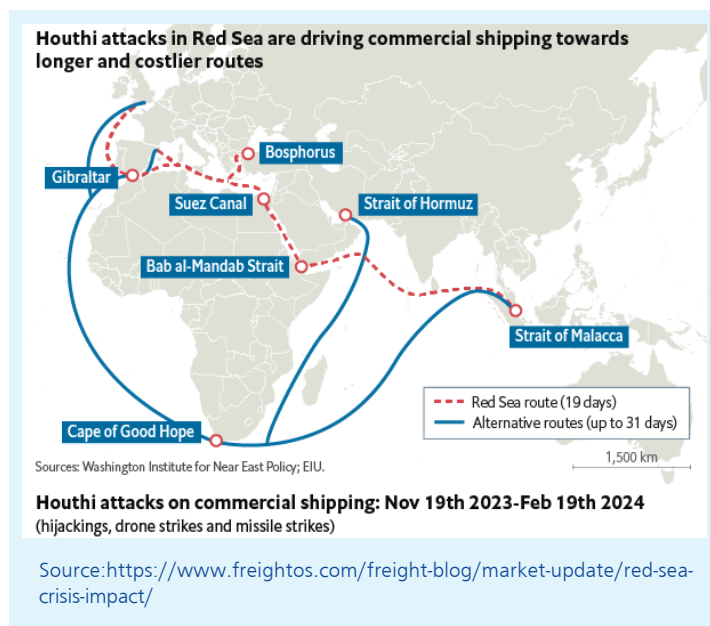 Houthi attacks in Red Sea are driving commercial shipping towards
longer and costlier routes
Bosphorus
Gibraltar
Suez Canal
Strait of Hormuz
Bab al-Mandab Strait
Strait of Malacca
Red Sea route (19 days)
Alternative routes (up to 31 days)
Cape of Good Hope
1,500 km
Sources: Washington Institute for Near East Policy; EIU.
Houthi attacks on commercial shipping: Nov 19th 2023-Feb 19th 2024
(hijackings, drone strikes and missile strikes)
Source:https://www.freightos.com/freight-blog/market-update/red-sea-
crisis-impact/